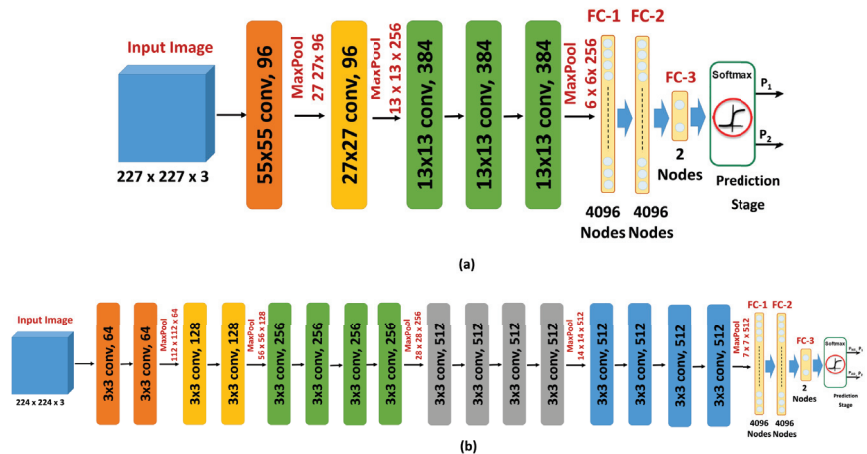 Input Image
227 x 227 x 3
55x55 conv, 96
MaxPool
27 27x 96
27x27 conv, 96
MaxPool
13 x 13 x 256
13x13 conv, 384
13x13 conv, 384
13x13 conv, 384
MaxPool
6 x 6x 256
FC-1
4096
Nodes
FC-2
4096
Nodes
FC-3
2
Nodes
Softmax
P1
P2
Prediction
Stage
(a)
Input Image
224 x 224 x 3
3x3 conv, 64
3x3 conv, 64
MaxPool
112 x 112 x 64
3x3 conv, 128
3x3 conv, 128
MaxPool
56 x 56 x 128
3x3 conv, 256
3x3 conv, 256
3x3 conv, 256
3x3 conv, 256
MaxPool
28 x 28 x 256
3x3 conv, 512
3x3 conv, 512
3x3 conv, 512
3x3 conv, 512
MaxPool
14 x 14 x 512
3x3 conv, 512
3x3 conv, 512
3x3 conv, 512
3x3 conv, 512
MaxPool
7 x 7 x 512
FC-1
4096
Nodes
FC-2
4096
Nodes
FC-3
2
Nodes
Softmax
Prediction
Stage
(b)